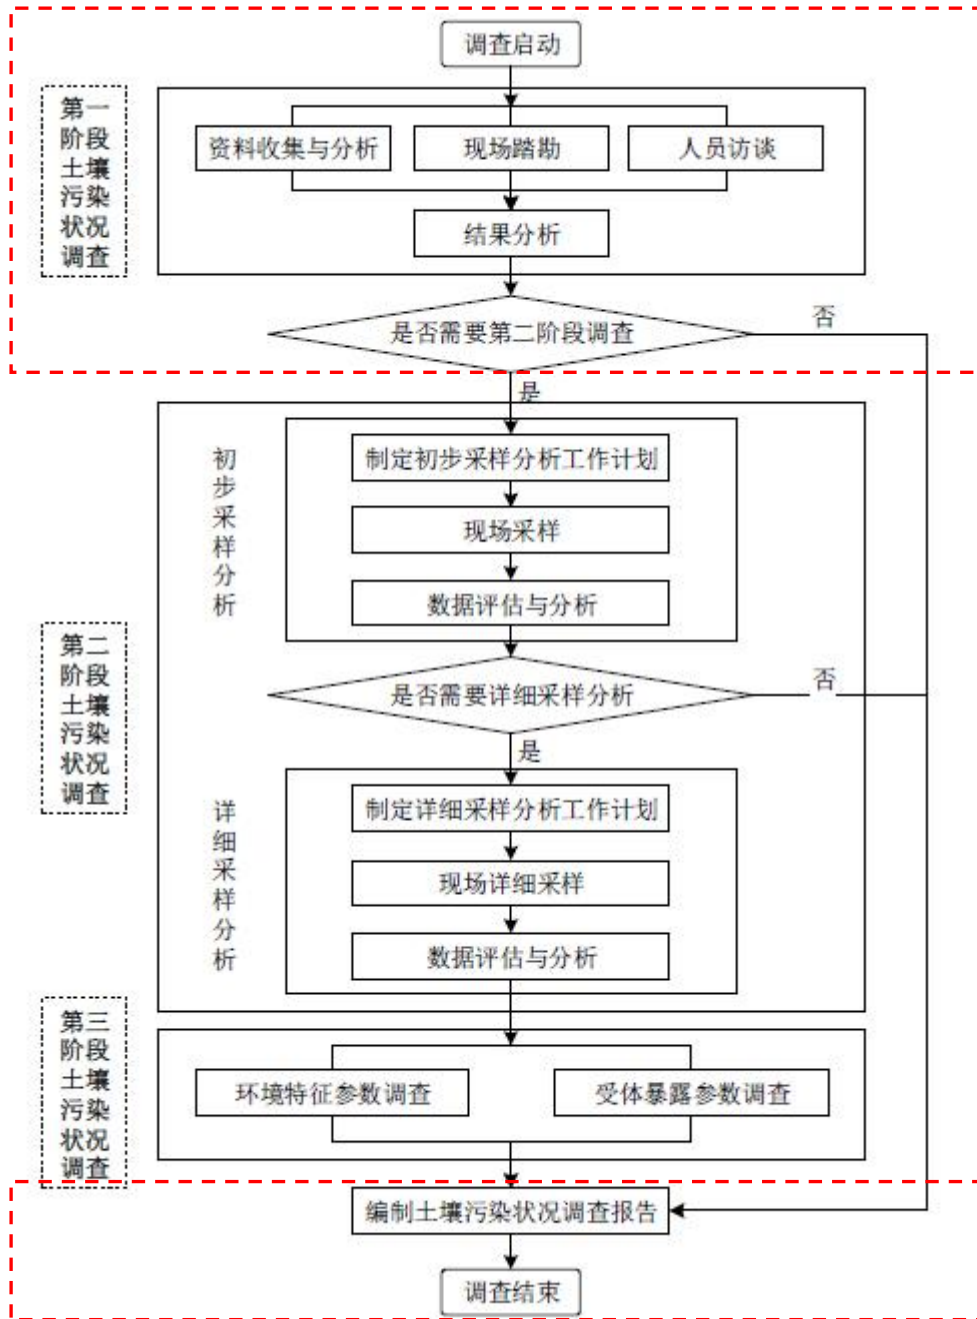 调查启动
第一
阶段
土壤
污染
状况
调查
资料收集与分析
现场踏勘
人员访谈
结果分析
是否需要第二阶段调查
否
是
初
步
采
样
分
析
制定初步采样分析工作计划
现场采样
数据评估与分析
第二
阶段
土壤
污染
状况
调查
是否需要详细采样分析
否
是
详
细
采
样
分
析
制定详细采样分析工作计划
现场详细采样
数据评估与分析
第三
阶段
土壤
污染
状况
调查
环境特征参数调查
受体暴露参数调查
编制土壤污染状况调查报告
调查结束